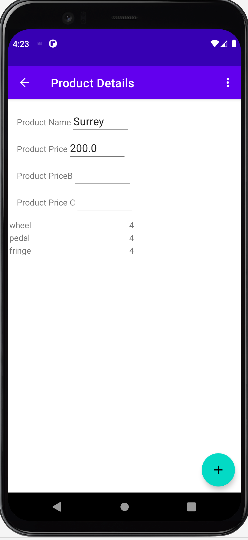 4:23
Product Details
Product Name Surrey
Product Price 200.0
Product PriceB
Product Price C
wheel 4
pedal 4
fringe 4
+